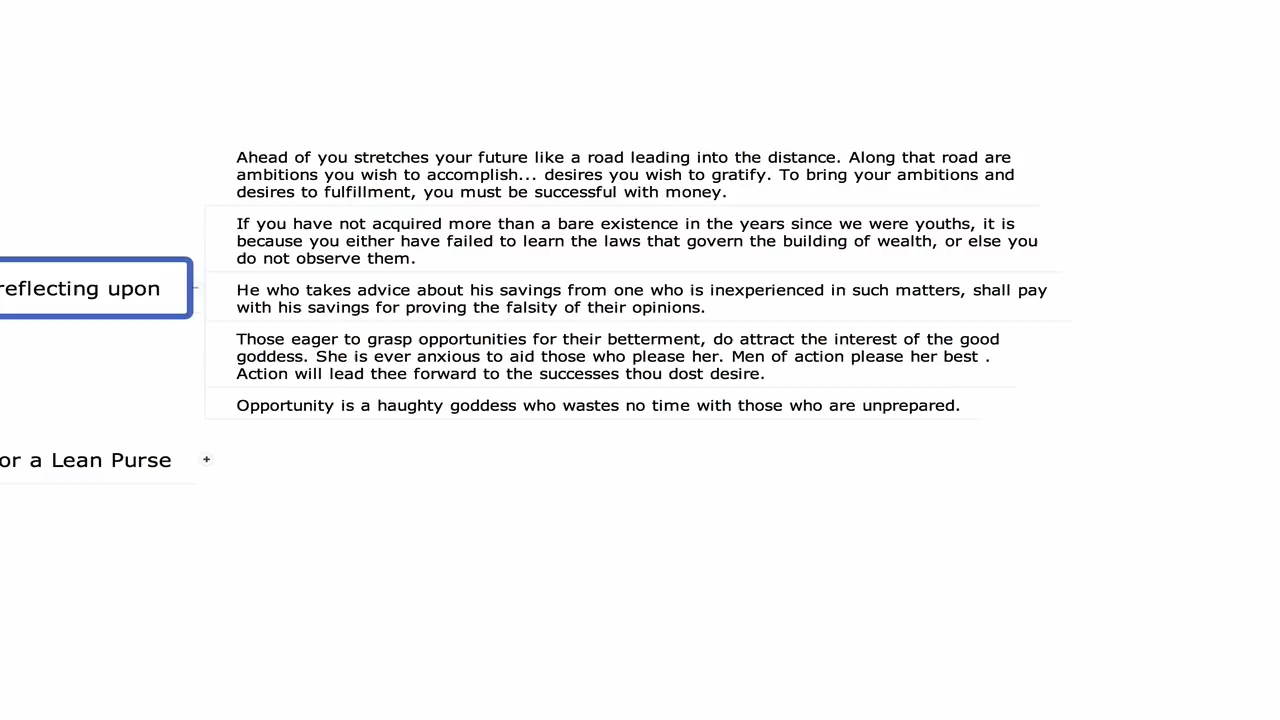 Ahead of you stretches your future like a road leading into the distance. Along that road are
ambitions you wish to accomplish... desires you wish to gratify. To bring your ambitions and
desires to fulfillment, you must be successful with money.
If you have not acquired more than a bare existence in the years since we were youths, it is
because you either have failed to learn the laws that govern the building of wealth, or else you
do not observe them.
reflecting upon
He who takes advice about his savings from one who is inexperienced in such matters, shall pay
with his savings for proving the falsity of their opinions.
Those eager to grasp opportunities for their betterment, do attract the interest of the good
goddess. She is ever anxious to aid those who please her. Men of action please her best .
Action will lead thee forward to the successes thou dost desire.
Opportunity is a haughty goddess who wastes no time with those who are unprepared.
or a Lean Purse +